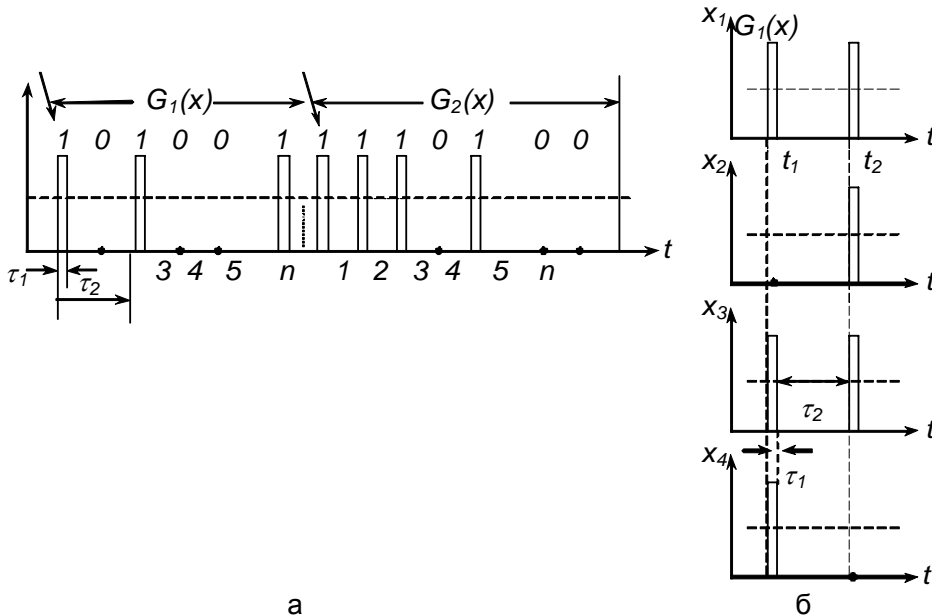 G₁(x) G₂(x)
1 0 1 0 0 1 1 1 1 0 1 0 0
t
3 4 5 n 1 2 3 4 5 n
τ₁ τ₂
а
x₁ G₁(x)
t
t₁ t₂
x₂
t
x₃
τ₂
t
x₄
τ₁
t
б